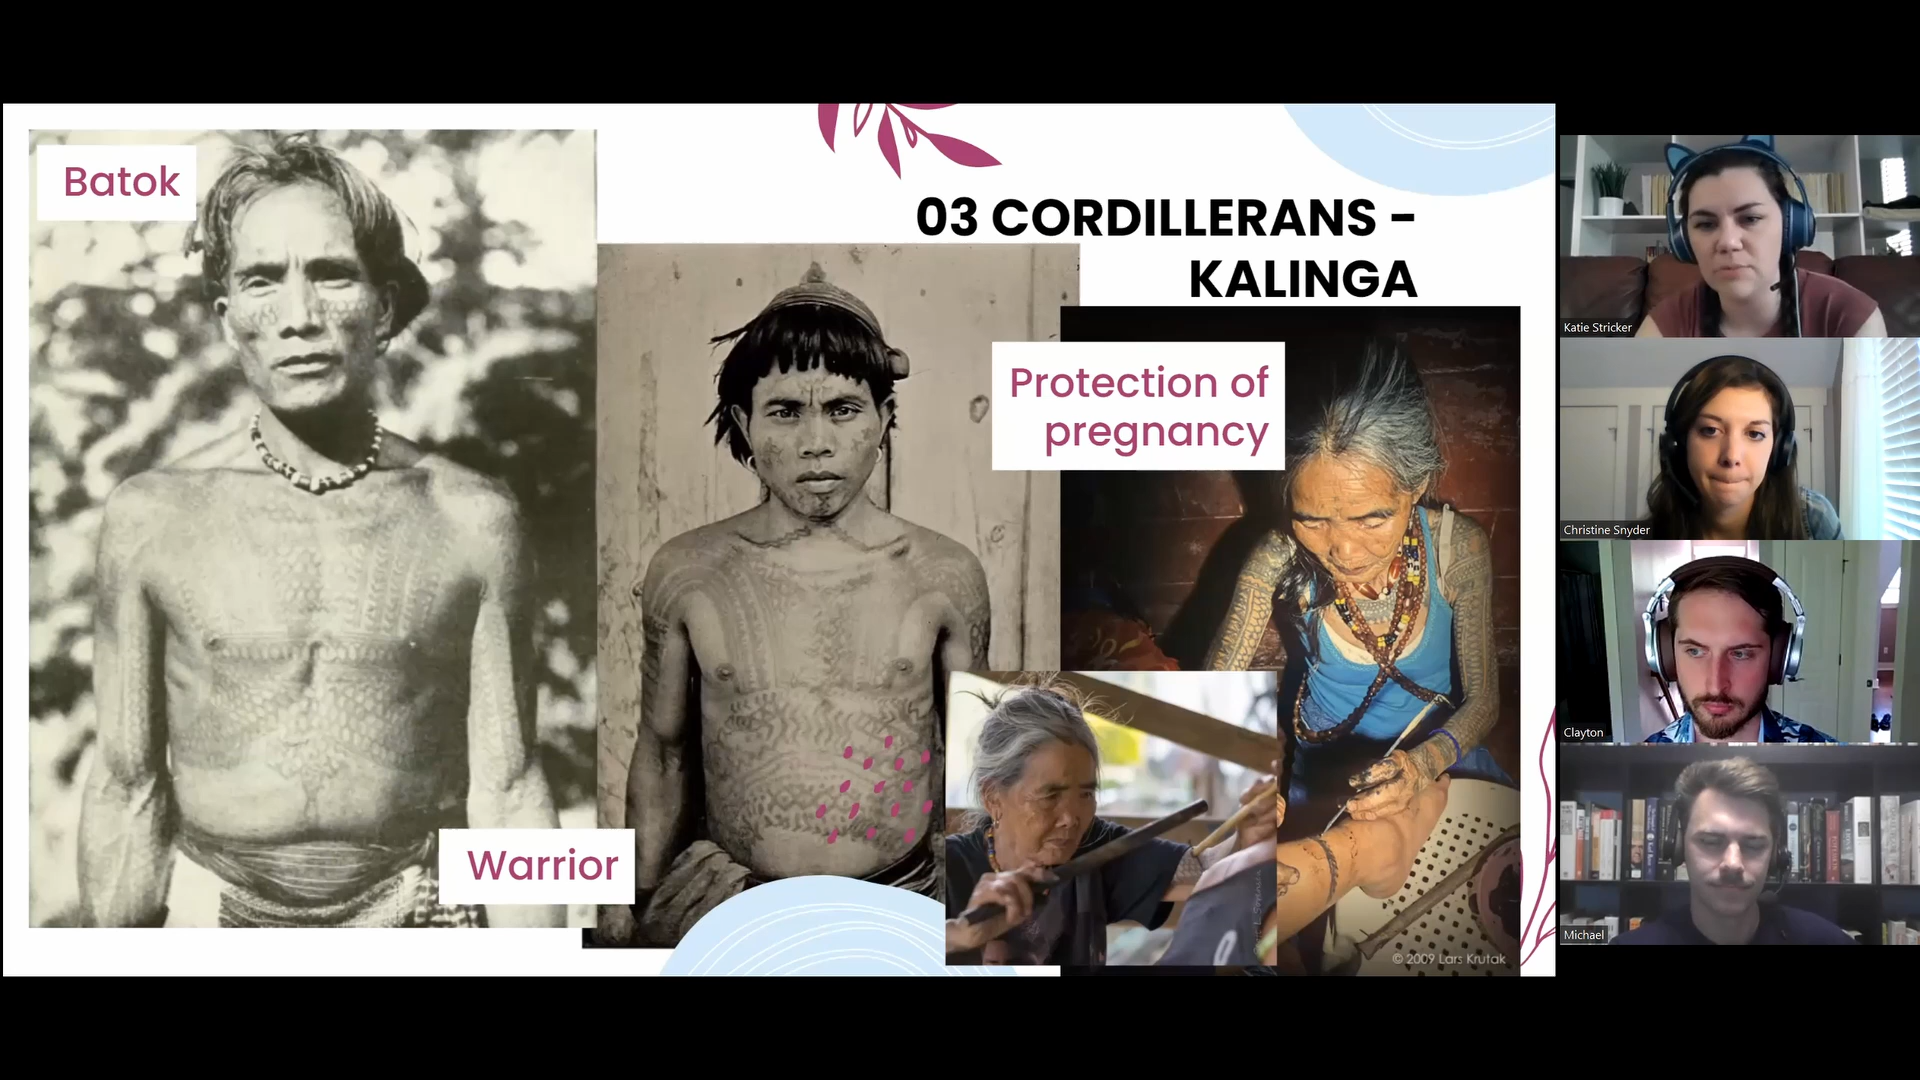 Batok
03 CORDILLERANS –
KALINGA
Protection of
pregnancy
Warrior
© 2009 Lars Krutak
Katie Stricker
Christine Snyder
Clayton
Michael